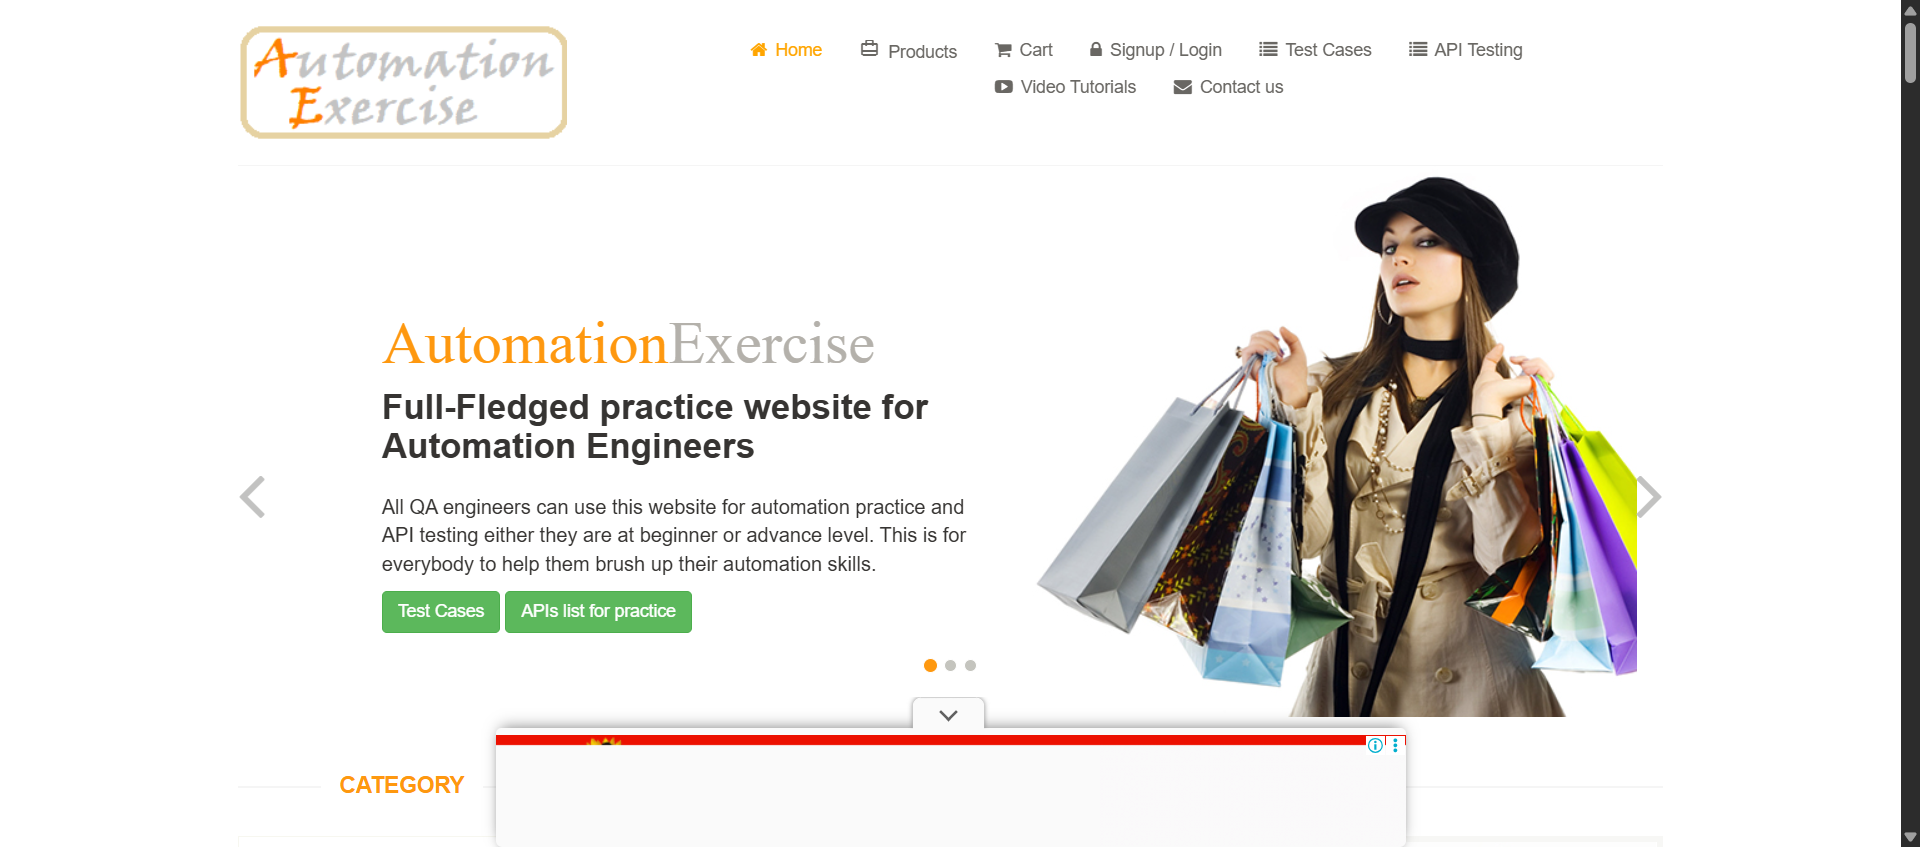 Automation
Exercise
Home
Products
Cart
Signup / Login
Test Cases
API Testing
Video Tutorials
Contact us
AutomationExercise
Full-Fledged practice website for
Automation Engineers
All QA engineers can use this website for automation practice and
API testing either they are at beginner or advance level. This is for
everybody to help them brush up their automation skills.
Test Cases
APIs list for practice
CATEGORY